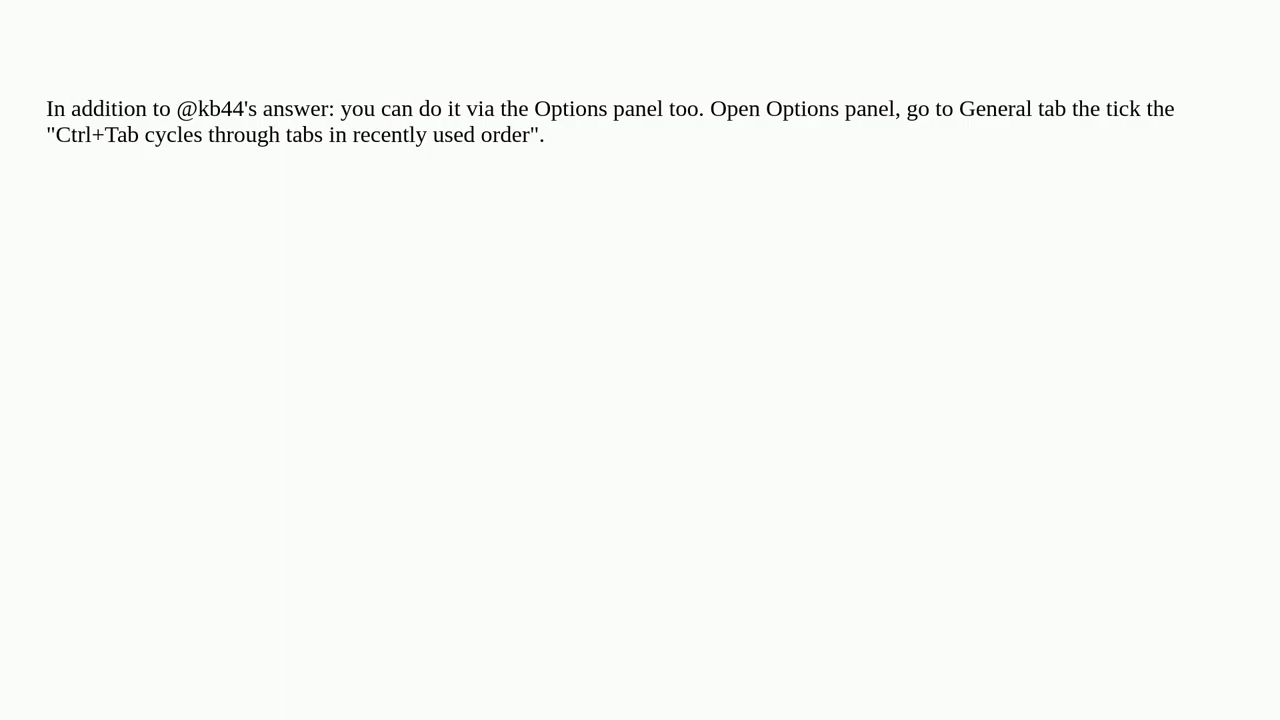 In addition to @kb44's answer: you can do it via the Options panel too. Open Options panel, go to General tab the tick the
"Ctrl+Tab cycles through tabs in recently used order".